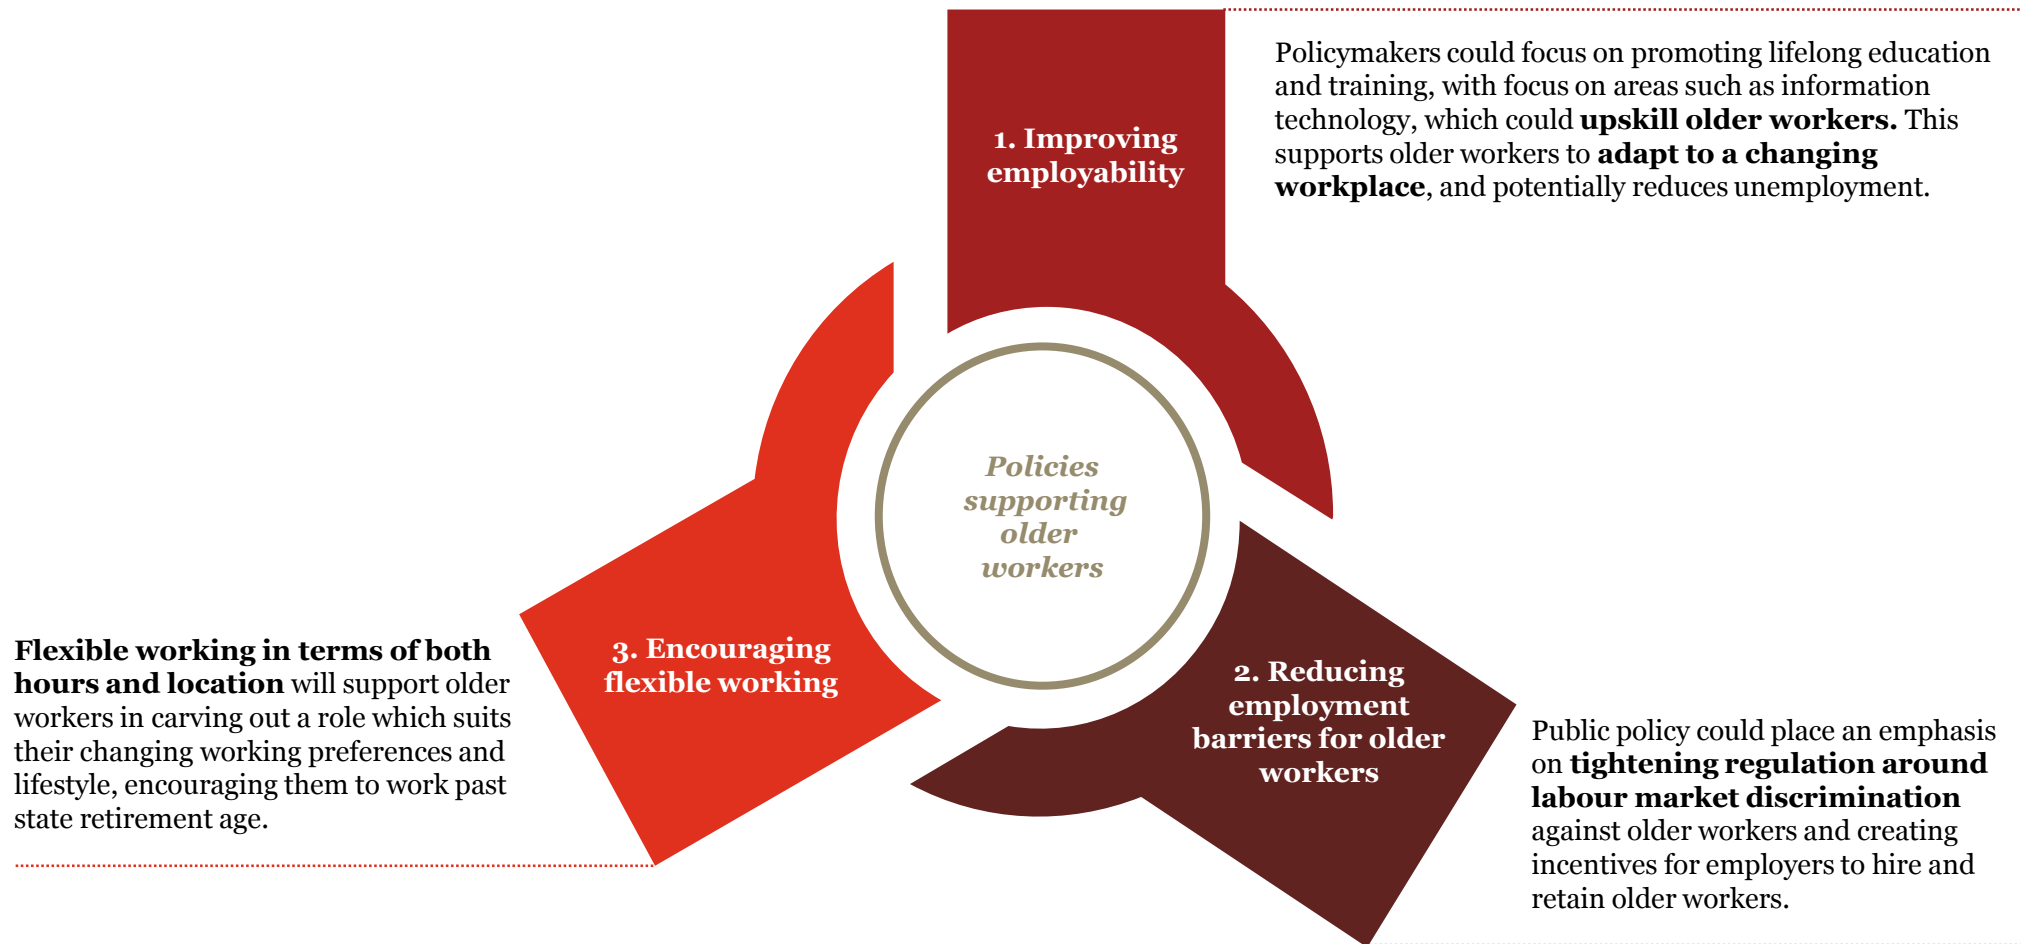 1. Improving
employability
Policymakers could focus on promoting lifelong education
and training, with focus on areas such as information
technology, which could upskill older workers. This
supports older workers to adapt to a changing
workplace, and potentially reduces unemployment.
Policies
supporting
older
workers
2. Reducing
employment
barriers for older
workers
Public policy could place an emphasis
on tightening regulation around
labour market discrimination
against older workers and creating
incentives for employers to hire and
retain older workers.
3. Encouraging
flexible working
Flexible working in terms of both
hours and location will support older
workers in carving out a role which suits
their changing working preferences and
lifestyle, encouraging them to work past
state retirement age.